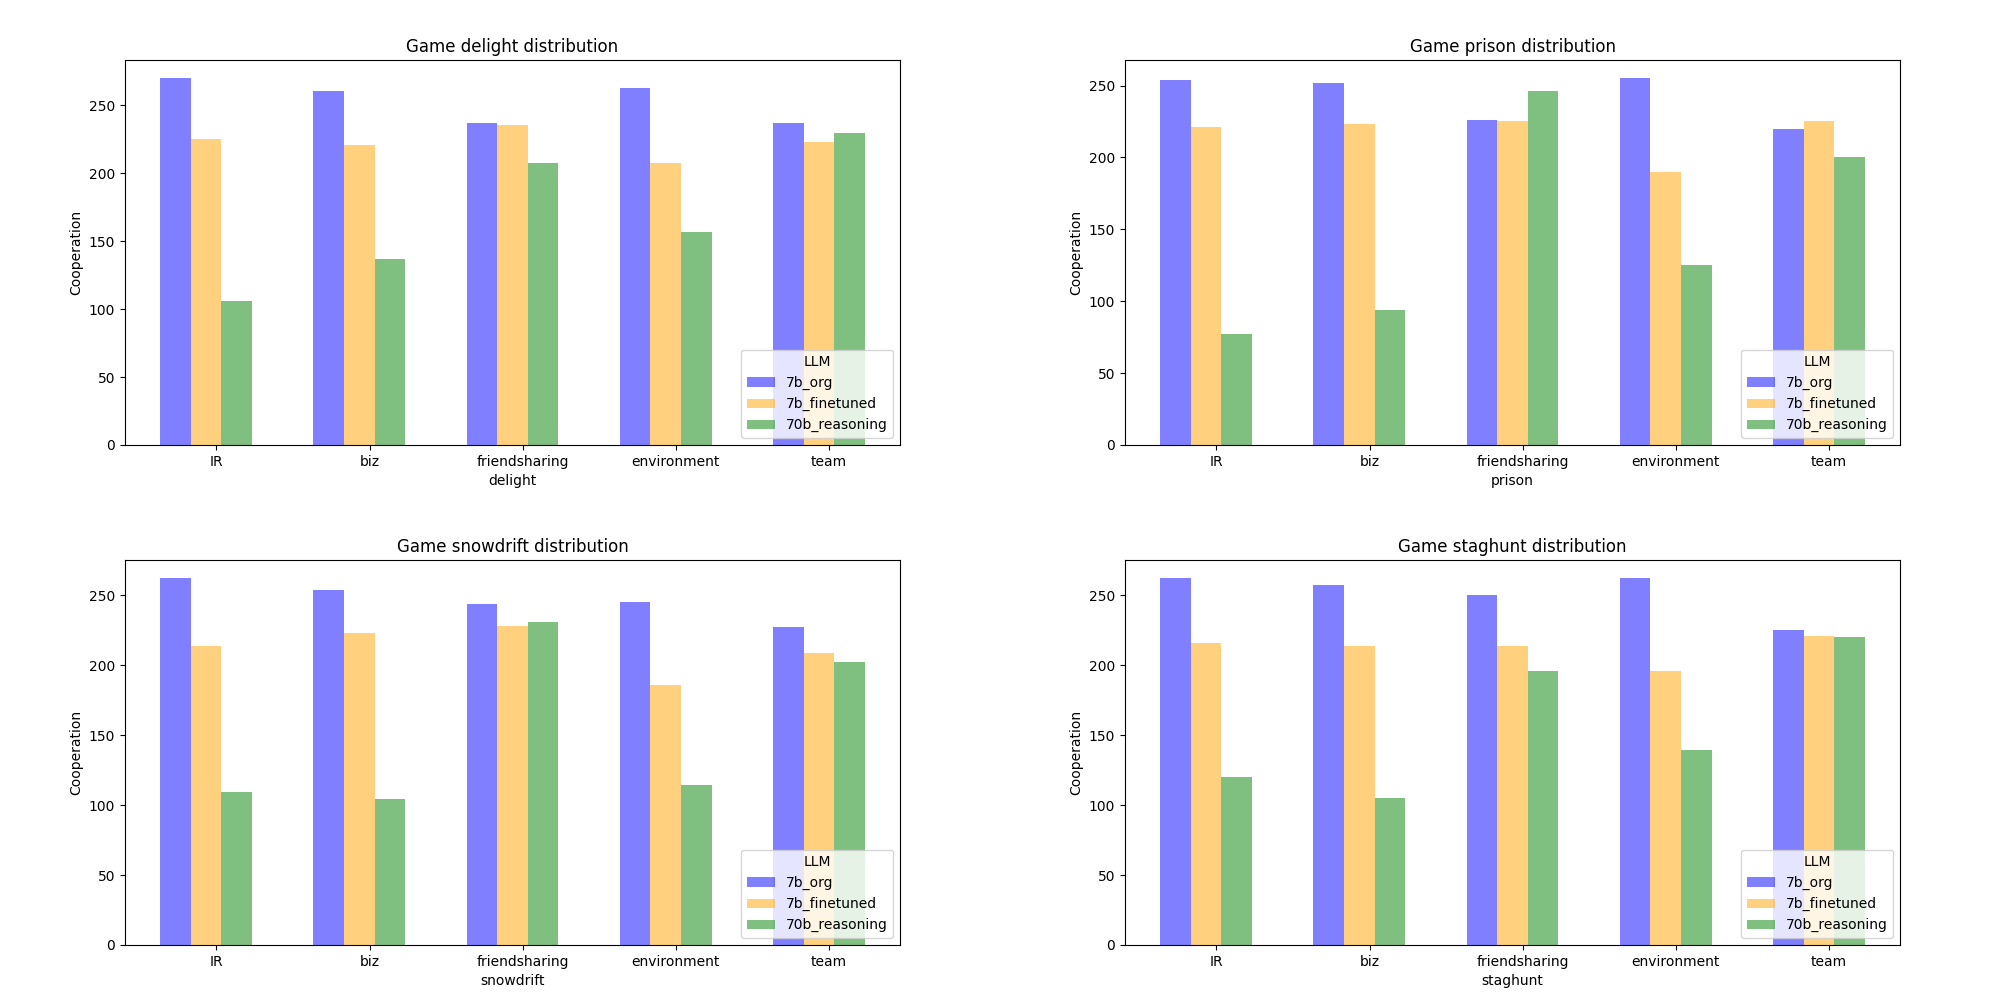 Game delight distribution
Cooperation
250
200
150
100
50
0
IR biz friendsharing environment team
delight
LLM
7b_org
7b_finetuned
70b_reasoning
Game prison distribution
Cooperation
250
200
150
100
50
0
IR biz friendsharing environment team
prison
LLM
7b_org
7b_finetuned
70b_reasoning
Game snowdrift distribution
Cooperation
250
200
150
100
50
0
IR biz friendsharing environment team
snowdrift
LLM
7b_org
7b_finetuned
70b_reasoning
Game staghunt distribution
Cooperation
250
200
150
100
50
0
IR biz friendsharing environment team
staghunt
LLM
7b_org
7b_finetuned
70b_reasoning